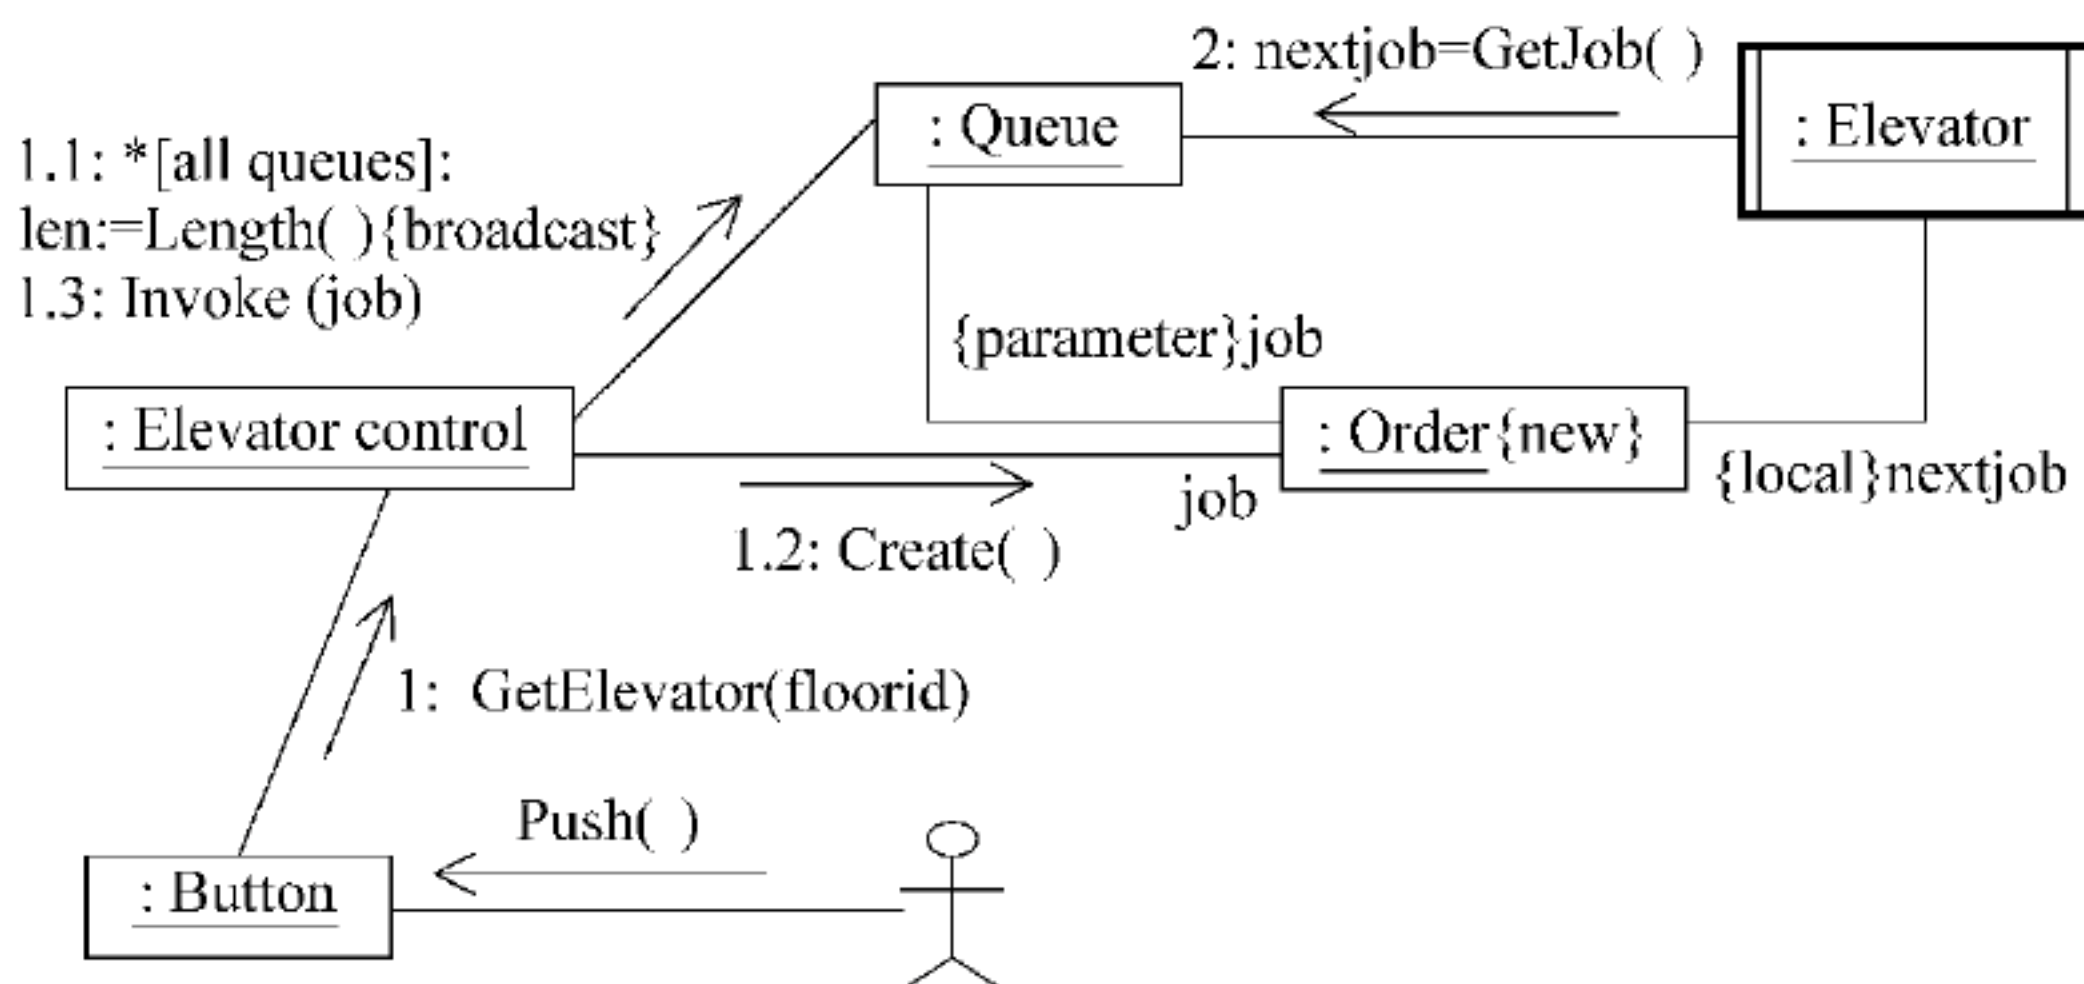 2: nextjob=GetJob( )
: Queue
: Elevator
1.1: *[all queues]:
len:=Length( ){broadcast}
1.3: Invoke (job)
{parameter}job
: Elevator control
: Order{new}
{local}nextjob
job
1.2: Create( )
1: GetElevator(floorid)
Push( )
: Button